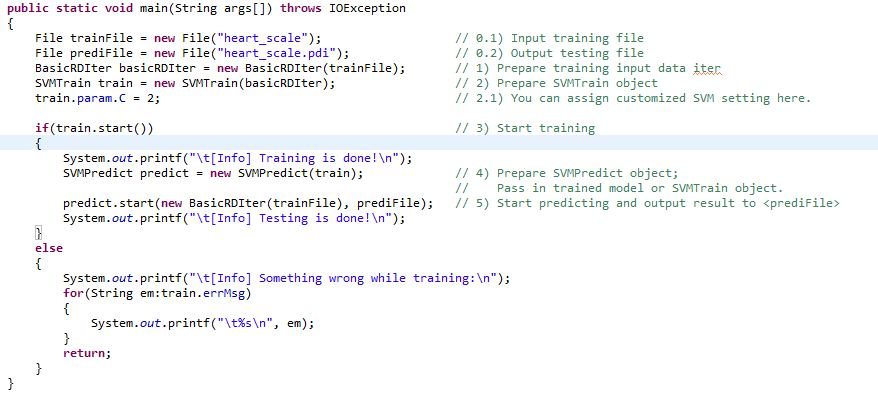 public static void main(String args[]) throws IOException
{
    File trainFile = new File("heart_scale");                   // 0.1) Input training file
    File prediFile = new File("heart_scale.pdi");               // 0.2) Output testing file
    BasicRDIter basicRDIter = new BasicRDIter(trainFile);       // 1) Prepare training input data iter
    SVMTrain train = new SVMTrain(basicRDIter);                 // 2) Prepare SVMTrain object
    train.param.C = 2;                                          // 2.1) You can assign customized SVM setting here.

    if(train.start())                                           // 3) Start training
    {
        System.out.printf("\t[Info] Training is done!\n");
        SVMPredict predict = new SVMPredict(train);             // 4) Prepare SVMPredict object;
                                                                //    Pass in trained model or SVMTrain object.
        predict.start(new BasicRDIter(trainFile), prediFile);   // 5) Start predicting and output result to <prediFile>
        System.out.printf("\t[Info] Testing is done!\n");
    }
    else
    {
        System.out.printf("\t[Info] Something wrong while training:\n");
        for(String em:train.errMsg)
        {
            System.out.printf("\t%s\n", em);
        }
        return;
    }
}